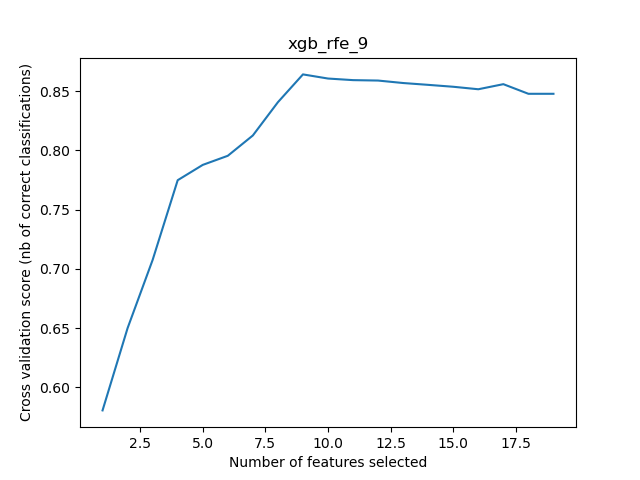 xgb_rfe_9
Cross validation score (nb of correct classifications)
0.85
0.80
0.75
0.70
0.65
0.60
2.5 5.0 7.5 10.0 12.5 15.0 17.5
Number of features selected